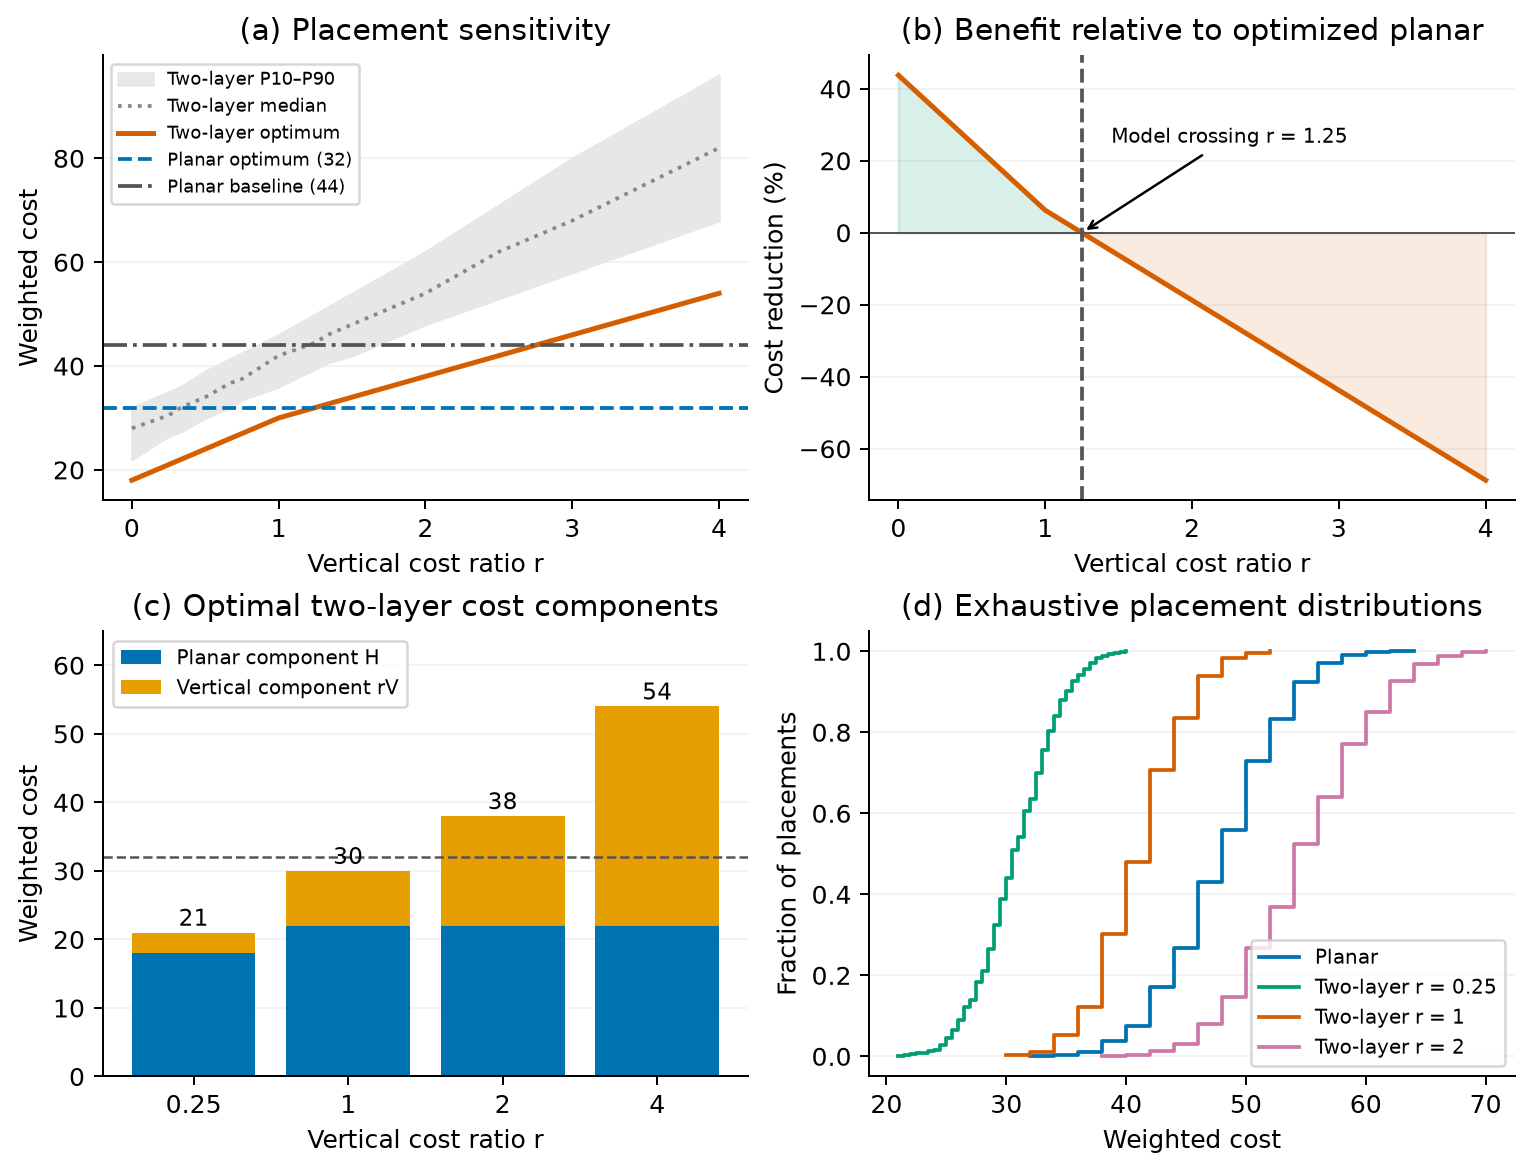 (a) Placement sensitivity
Two-layer P10–P90
Two-layer median
Two-layer optimum
Planar optimum (32)
Planar baseline (44)
Weighted cost
80
60
40
20
0 1 2 3 4
Vertical cost ratio r
(b) Benefit relative to optimized planar
Model crossing r = 1.25
Cost reduction (%)
40
20
0
−20
−40
−60
0 1 2 3 4
Vertical cost ratio r
(c) Optimal two-layer cost components
Planar component H
Vertical component rV
Weighted cost
60
50
40
30
20
10
0
21
30
38
54
0.25 1 2 4
Vertical cost ratio r
(d) Exhaustive placement distributions
Fraction of placements
1.0
0.8
0.6
0.4
0.2
0.0
Planar
Two-layer r = 0.25
Two-layer r = 1
Two-layer r = 2
20 30 40 50 60 70
Weighted cost